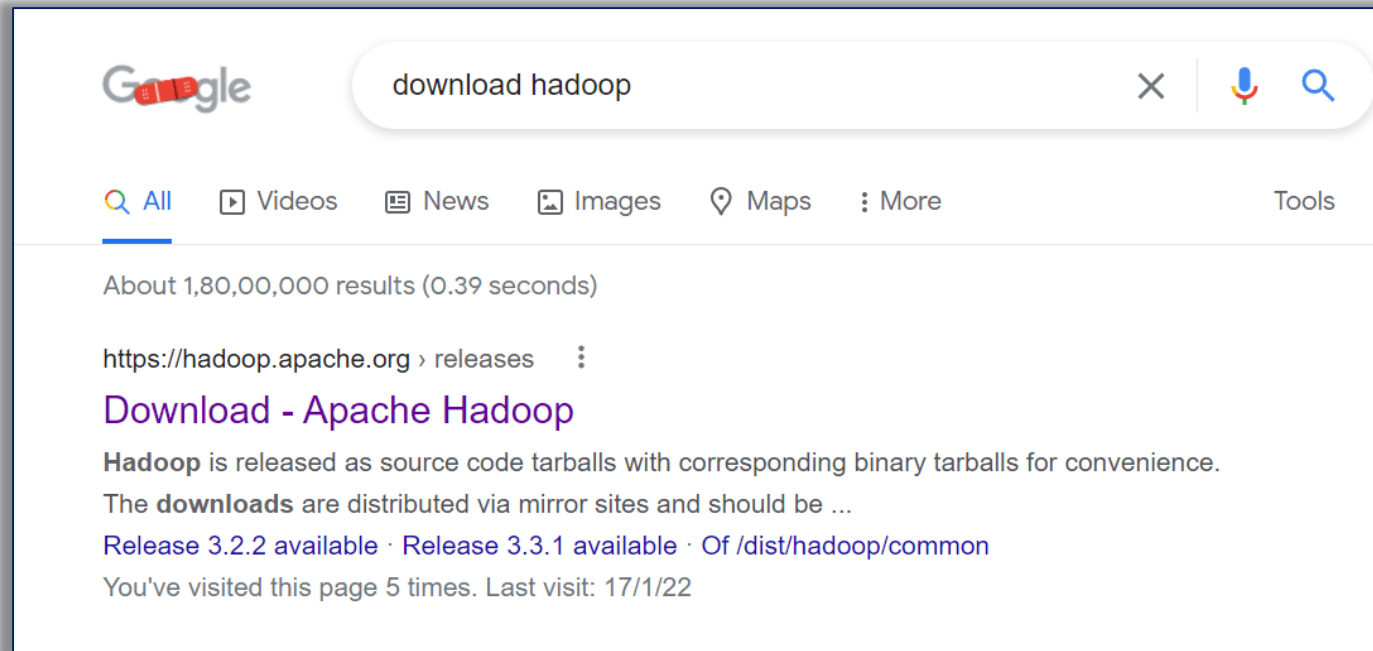 Google
download hadoop
All Videos News Images Maps More Tools
About 1,80,00,000 results (0.39 seconds)
https://hadoop.apache.org › releases
Download - Apache Hadoop
Hadoop is released as source code tarballs with corresponding binary tarballs for convenience.
The downloads are distributed via mirror sites and should be ...
Release 3.2.2 available · Release 3.3.1 available · Of /dist/hadoop/common
You've visited this page 5 times. Last visit: 17/1/22